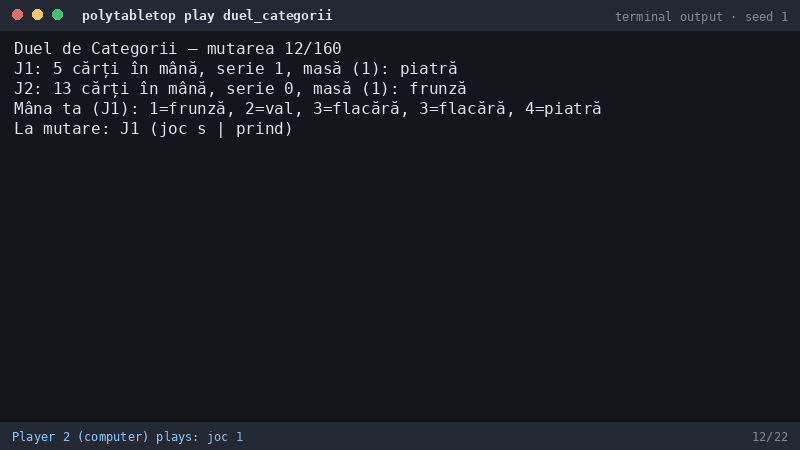 polytabletop play duel_categorii
terminal output · seed 1
Duel de Categorii — mutarea 12/160
J1: 5 cărți în mână, serie 1, masă (1): piatră
J2: 13 cărți în mână, serie 0, masă (1): frunză
Mâna ta (J1): 1=frunză, 2=val, 3=flacără, 3=flacără, 4=piatră
La mutare: J1 (joc s | prind)
Player 2 (computer) plays: joc 1
12/22